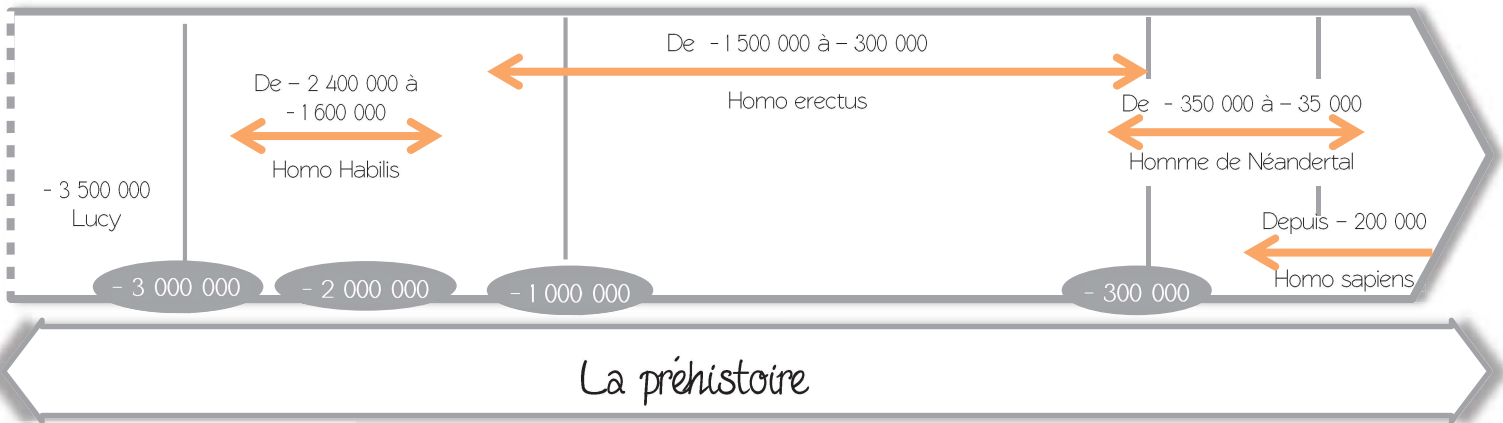 De -1 500 000 à – 300 000
Homo erectus
De – 2 400 000 à
- 1 600 000
Homo Habilis
De - 350 000 à – 35 000
Homme de Néandertal
- 3 500 000
Lucy
Depuis – 200 000
Homo sapiens
- 3 000 000
- 2 000 000
- 1 000 000
- 300 000
La préhistoire